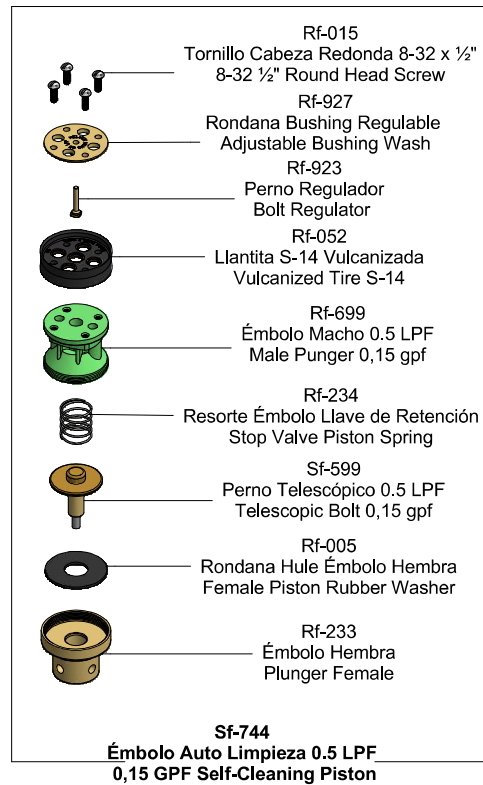 Rf-015
Tornillo Cabeza Redonda 8-32 x ½"
8-32 ½" Round Head Screw
Rf-927
Rondana Bushing Regulable
Adjustable Bushing Wash
Rf-923
Perno Regulador
Bolt Regulator
Rf-052
Llantita S-14 Vulcanizada
Vulcanized Tire S-14
Rf-699
Émbolo Macho 0.5 LPF
Male Punger 0,15 gpf
Rf-234
Resorte Émbolo Llave de Retención
Stop Valve Piston Spring
Sf-599
Perno Telescópico 0.5 LPF
Telescopic Bolt 0,15 gpf
Rf-005
Rondana Hule Émbolo Hembra
Female Piston Rubber Washer
Rf-233
Émbolo Hembra
Plunger Female
Sf-744
Émbolo Auto Limpieza 0.5 LPF
0,15 GPF Self-Cleaning Piston